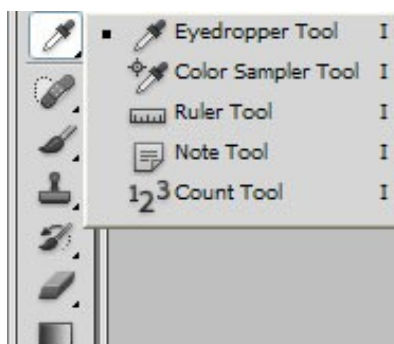 Eyedropper Tool I
Color Sampler Tool I
Ruler Tool I
Note Tool I
123 Count Tool I